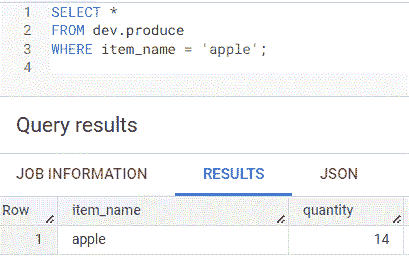 1 SELECT *
2 FROM dev.produce
3 WHERE item_name = 'apple';
4
Query results
JOB INFORMATION RESULTS JSON
Row item_name quantity
1 apple 14